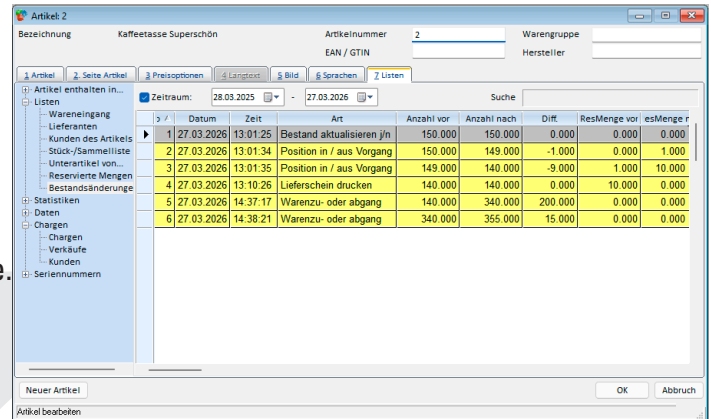 Artikel: 2
Bezeichnung Kaffeetasse Superschön Artikelnummer 2 Warengruppe
EAN / GTIN Hersteller
1 Artikel 2. Seite Artikel 3 Preisoptionen 4 Langtext 5 Bild 6 Sprachen 7 Listen
Artikel enthalten in...
Listen
Wareneingang
Lieferanten
Kunden des Artikels
Stück-/Sammelliste
Unterartikel von...
Reservierte Mengen
Bestandsänderunge
Statistiken
Daten
Chargen
Chargen
Verkäufe
Kunden
Seriennummern
Zeitraum: 28.03.2025 - 27.03.2026 Suche
Datum Zeit Art Anzahl vor Anzahl nach Diff. ResMenge vor esMenge n
1 27.03.2026 13:01:25 Bestand aktualisieren j/n 150.000 150.000 0.000 0.000 0.000
2 27.03.2026 13:01:34 Position in / aus Vorgang 150.000 149.000 -1.000 0.000 1.000
3 27.03.2026 13:01:35 Position in / aus Vorgang 149.000 140.000 -9.000 1.000 10.000
4 27.03.2026 13:10:26 Lieferschein drucken 140.000 140.000 0.000 10.000 0.000
5 27.03.2026 14:37:17 Warenzu- oder abgang 140.000 340.000 200.000 0.000 0.000
6 27.03.2026 14:38:21 Warenzu- oder abgang 340.000 355.000 15.000 0.000 0.000
e.
Neuer Artikel OK Abbruch
Artikel bearbeiten